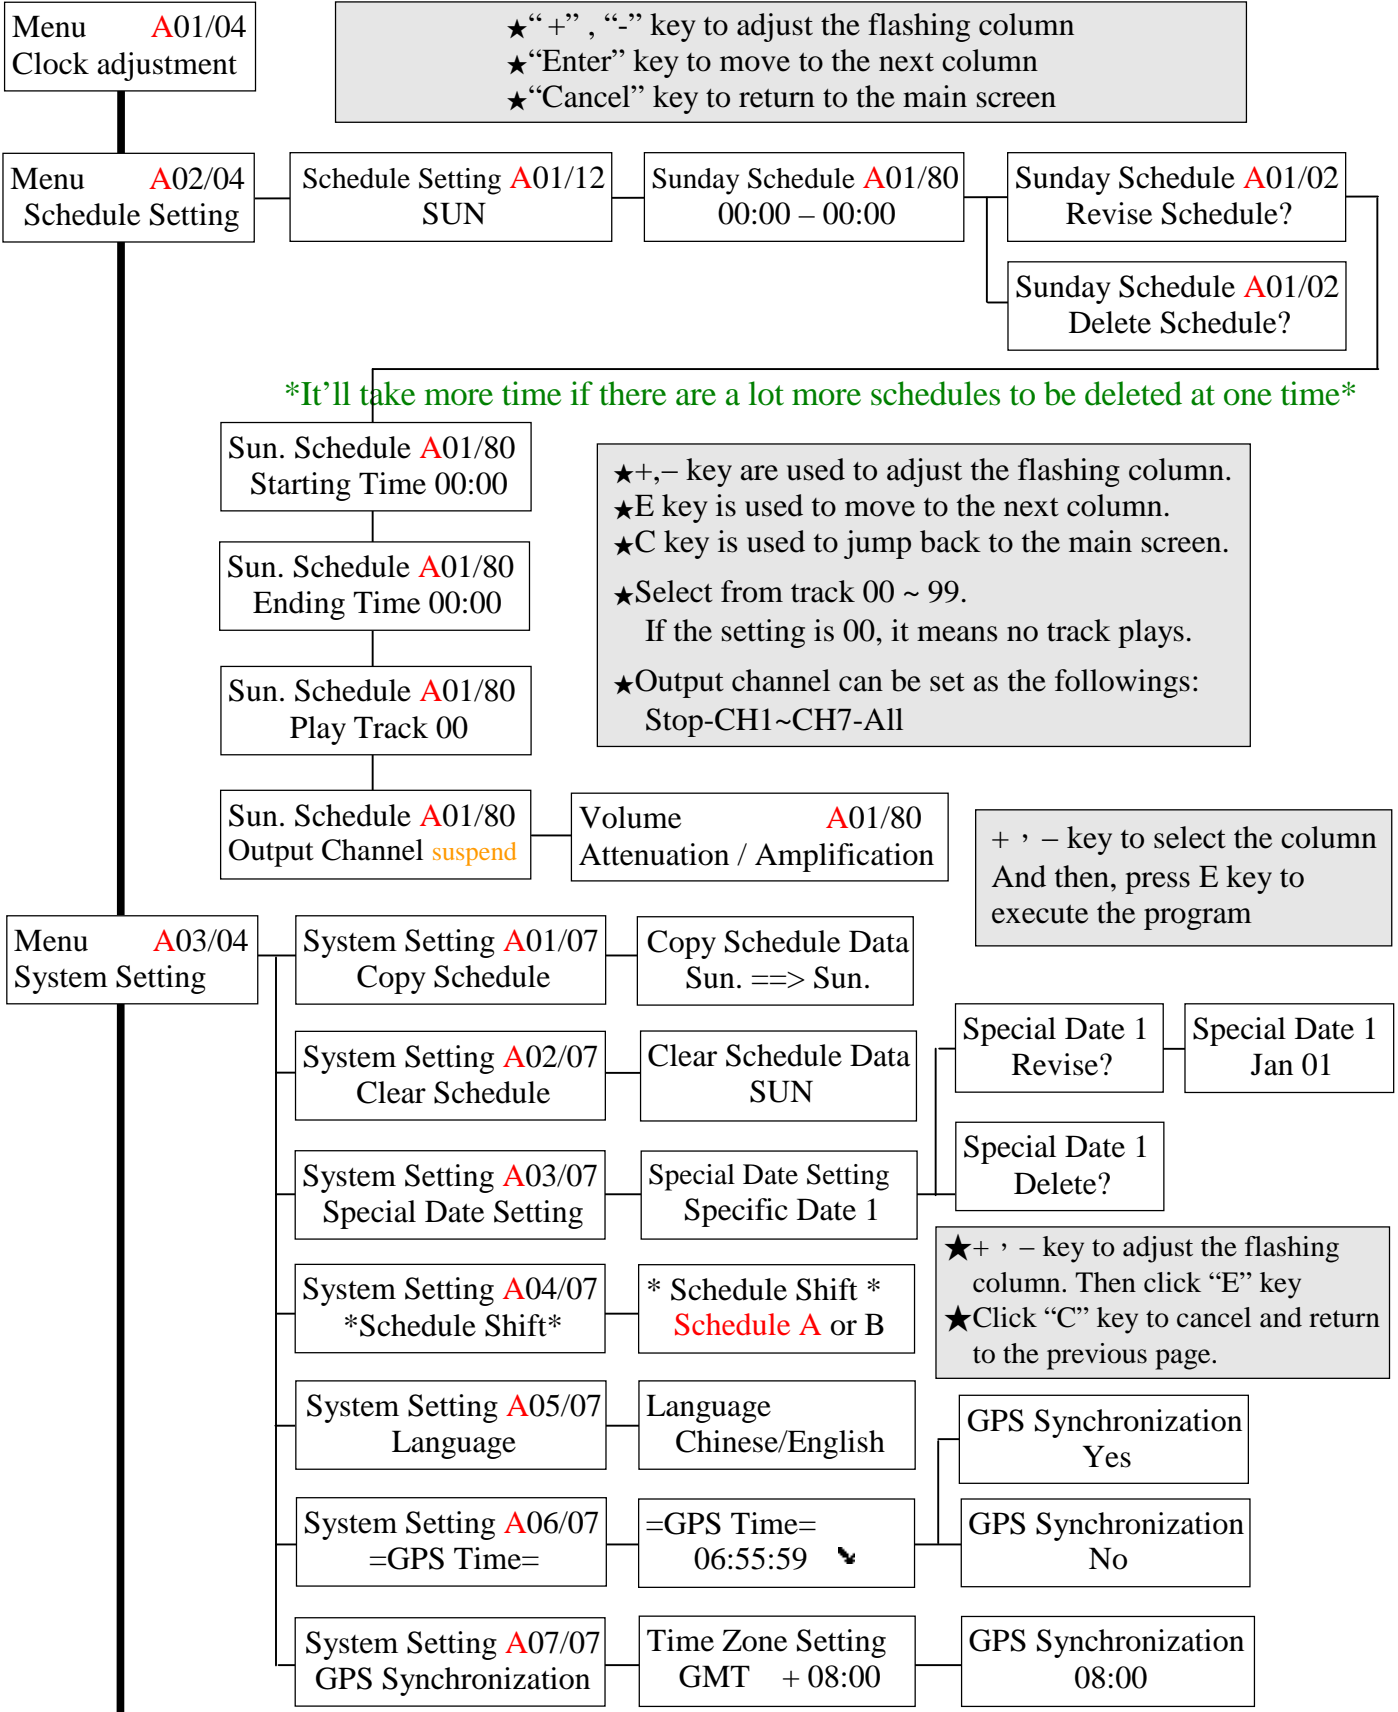 Menu A01/04
Clock adjustment
★“ +” , “-” key to adjust the flashing column
★“Enter” key to move to the next column
★“Cancel” key to return to the main screen
Menu A02/04
Schedule Setting
Schedule Setting A01/12
SUN
Sunday Schedule A01/80
00:00 – 00:00
Sunday Schedule A01/02
Revise Schedule?
Sunday Schedule A01/02
Delete Schedule?
*It’ll take more time if there are a lot more schedules to be deleted at one time*
Sun. Schedule A01/80
Starting Time 00:00
Sun. Schedule A01/80
Ending Time 00:00
Sun. Schedule A01/80
Play Track 00
Sun. Schedule A01/80
Output Channel suspend
★+,– key are used to adjust the flashing column.
★E key is used to move to the next column.
★C key is used to jump back to the main screen.
★Select from track 00 ~ 99.
If the setting is 00, it means no track plays.
★Output channel can be set as the followings:
Stop-CH1~CH7-All
Volume A01/80
Attenuation / Amplification
+ , – key to select the column
And then, press E key to
execute the program
Menu A03/04
System Setting
System Setting A01/07
Copy Schedule
Copy Schedule Data
Sun. ==> Sun.
System Setting A02/07
Clear Schedule
Clear Schedule Data
SUN
System Setting A03/07
Special Date Setting
Special Date Setting
Specific Date 1
Special Date 1
Revise?
Special Date 1
Jan 01
Special Date 1
Delete?
System Setting A04/07
*Schedule Shift*
* Schedule Shift *
Schedule A or B
★+ , – key to adjust the flashing
column. Then click “E” key
★Click “C” key to cancel and return
to the previous page.
System Setting A05/07
Language
Language
Chinese/English
System Setting A06/07
=GPS Time=
=GPS Time=
06:55:59
GPS Synchronization
Yes
GPS Synchronization
No
System Setting A07/07
GPS Synchronization
Time Zone Setting
GMT + 08:00
GPS Synchronization
08:00